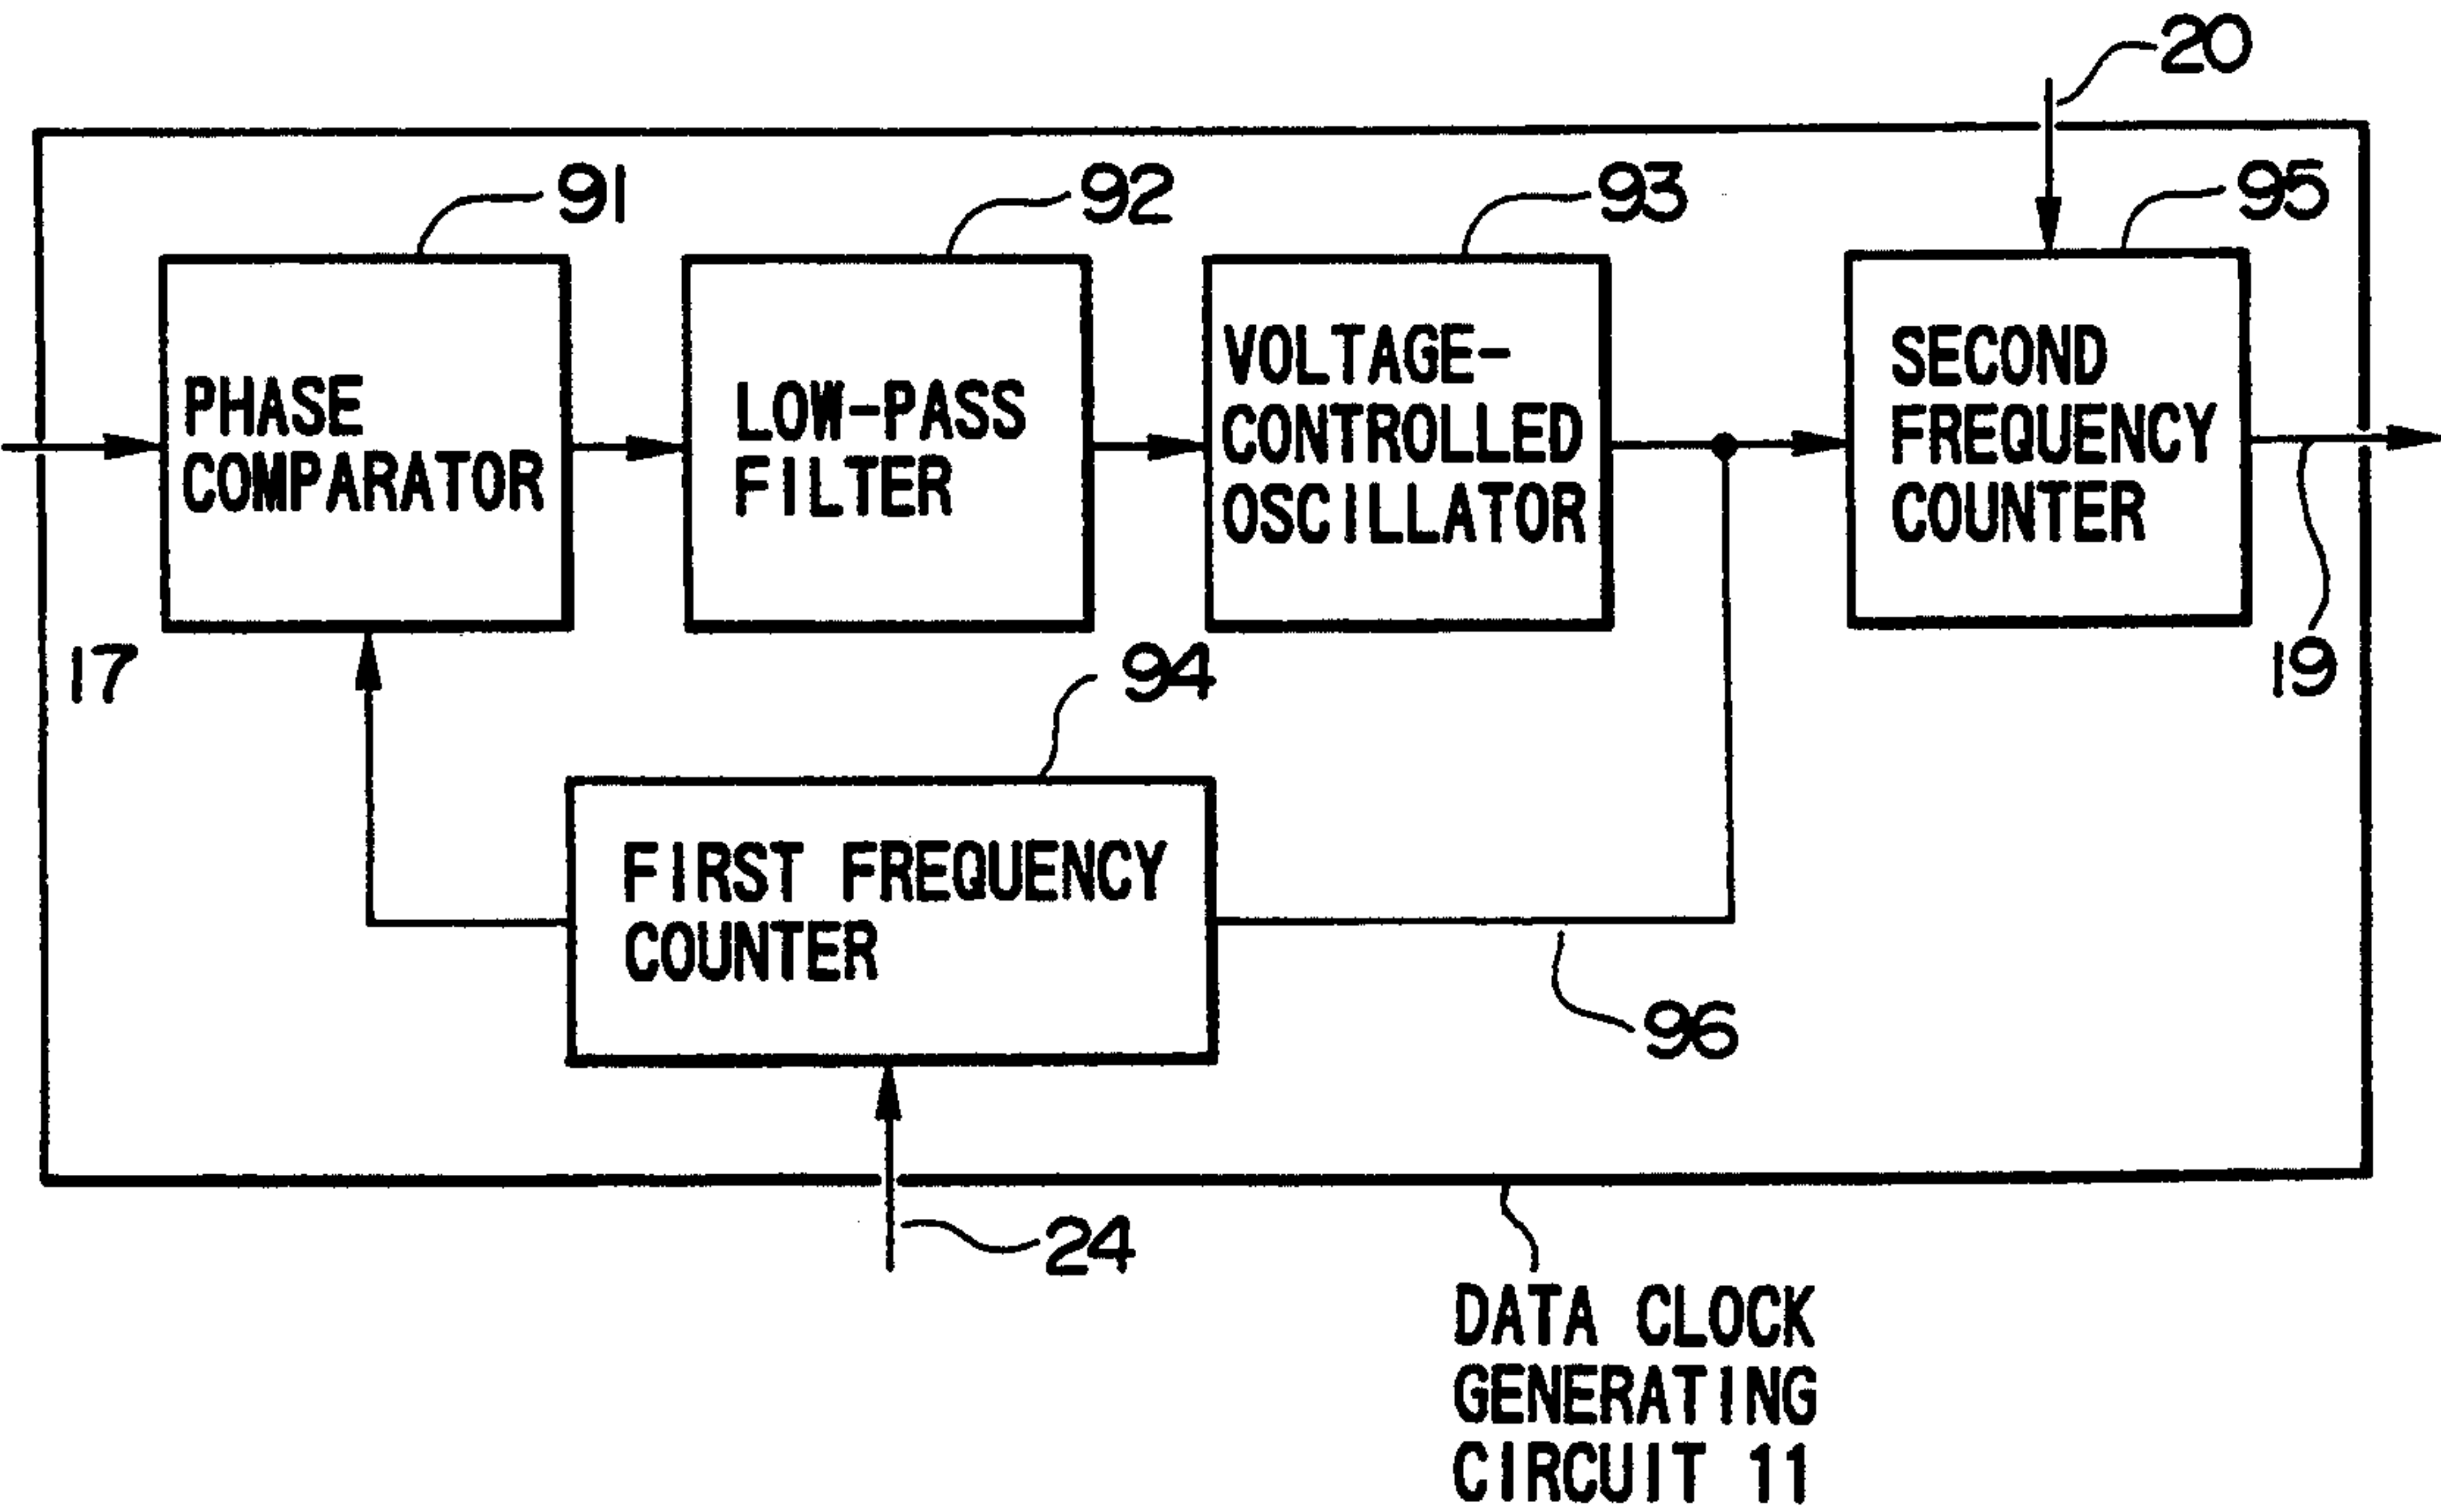 20
91
92
93
95
PHASE
COMPARATOR
LOW-PASS
FILTER
VOLTAGE-
CONTROLLED
OSCILLATOR
SECOND
FREQUENCY
COUNTER
17
94
19
FIRST FREQUENCY
COUNTER
96
24
DATA CLOCK
GENERATING
CIRCUIT 11